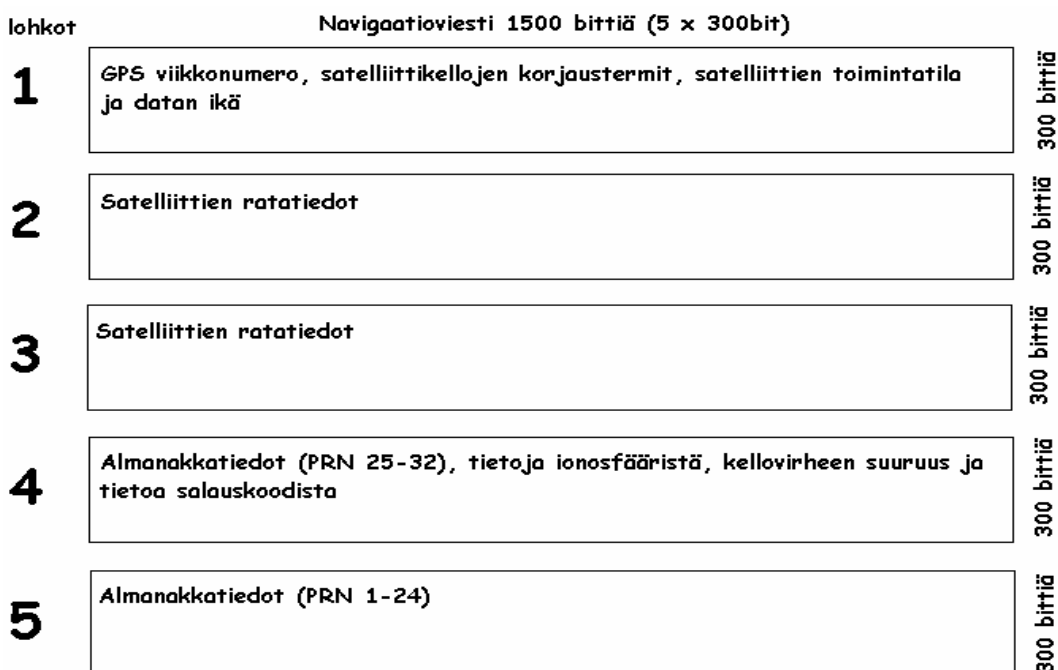 lohkot
Navigaatioviesti 1500 bittiä (5 x 300bit)
1
GPS viikkonumero, satelliittikellojen korjaustermit, satelliittien toimintatila
ja datan ikä
300 bittiä
2
Satelliittien ratatiedot
300 bittiä
3
Satelliittien ratatiedot
300 bittiä
4
Almanakkatiedot (PRN 25-32), tietoja ionosfääristä, kellovirheen suuruus ja
tietoa salauskoodista
300 bittiä
5
Almanakkatiedot (PRN 1-24)
300 bittiä